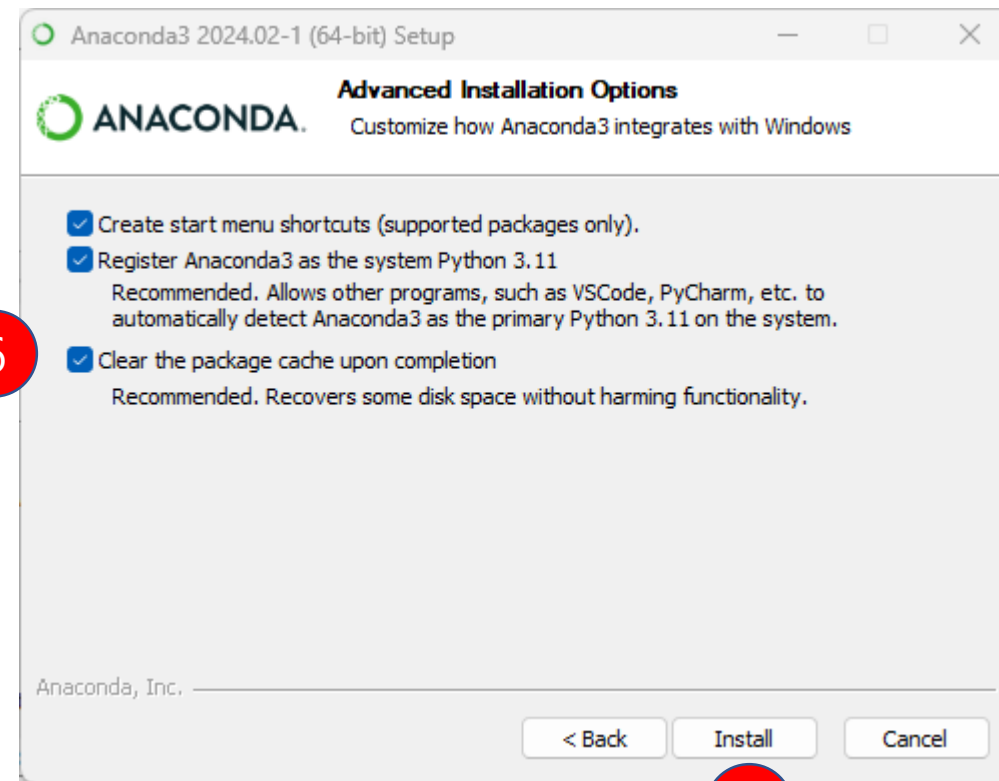 Anaconda3 2024.02-1 (64-bit) Setup
ANACONDA.
Advanced Installation Options
Customize how Anaconda3 integrates with Windows
Create start menu shortcuts (supported packages only).
Register Anaconda3 as the system Python 3.11
Recommended. Allows other programs, such as VSCode, PyCharm, etc. to
automatically detect Anaconda3 as the primary Python 3.11 on the system.
Clear the package cache upon completion
Recommended. Recovers some disk space without harming functionality.
Anaconda, Inc.
< Back
Install
Cancel